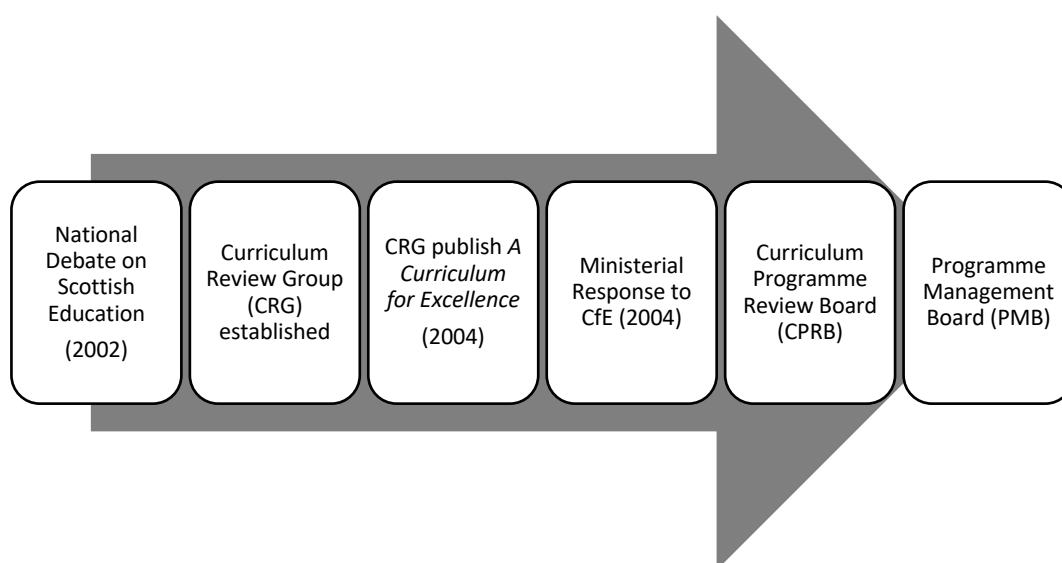 National
Debate on
Scottish
Education
(2002)
Curriculum
Review Group
(CRG)
established
CRG publish A
Curriculum
for Excellence
(2004)
Ministerial
Response to
CfE (2004)
Curriculum
Programme
Review Board
(CPRB)
Programme
Management
Board (PMB)